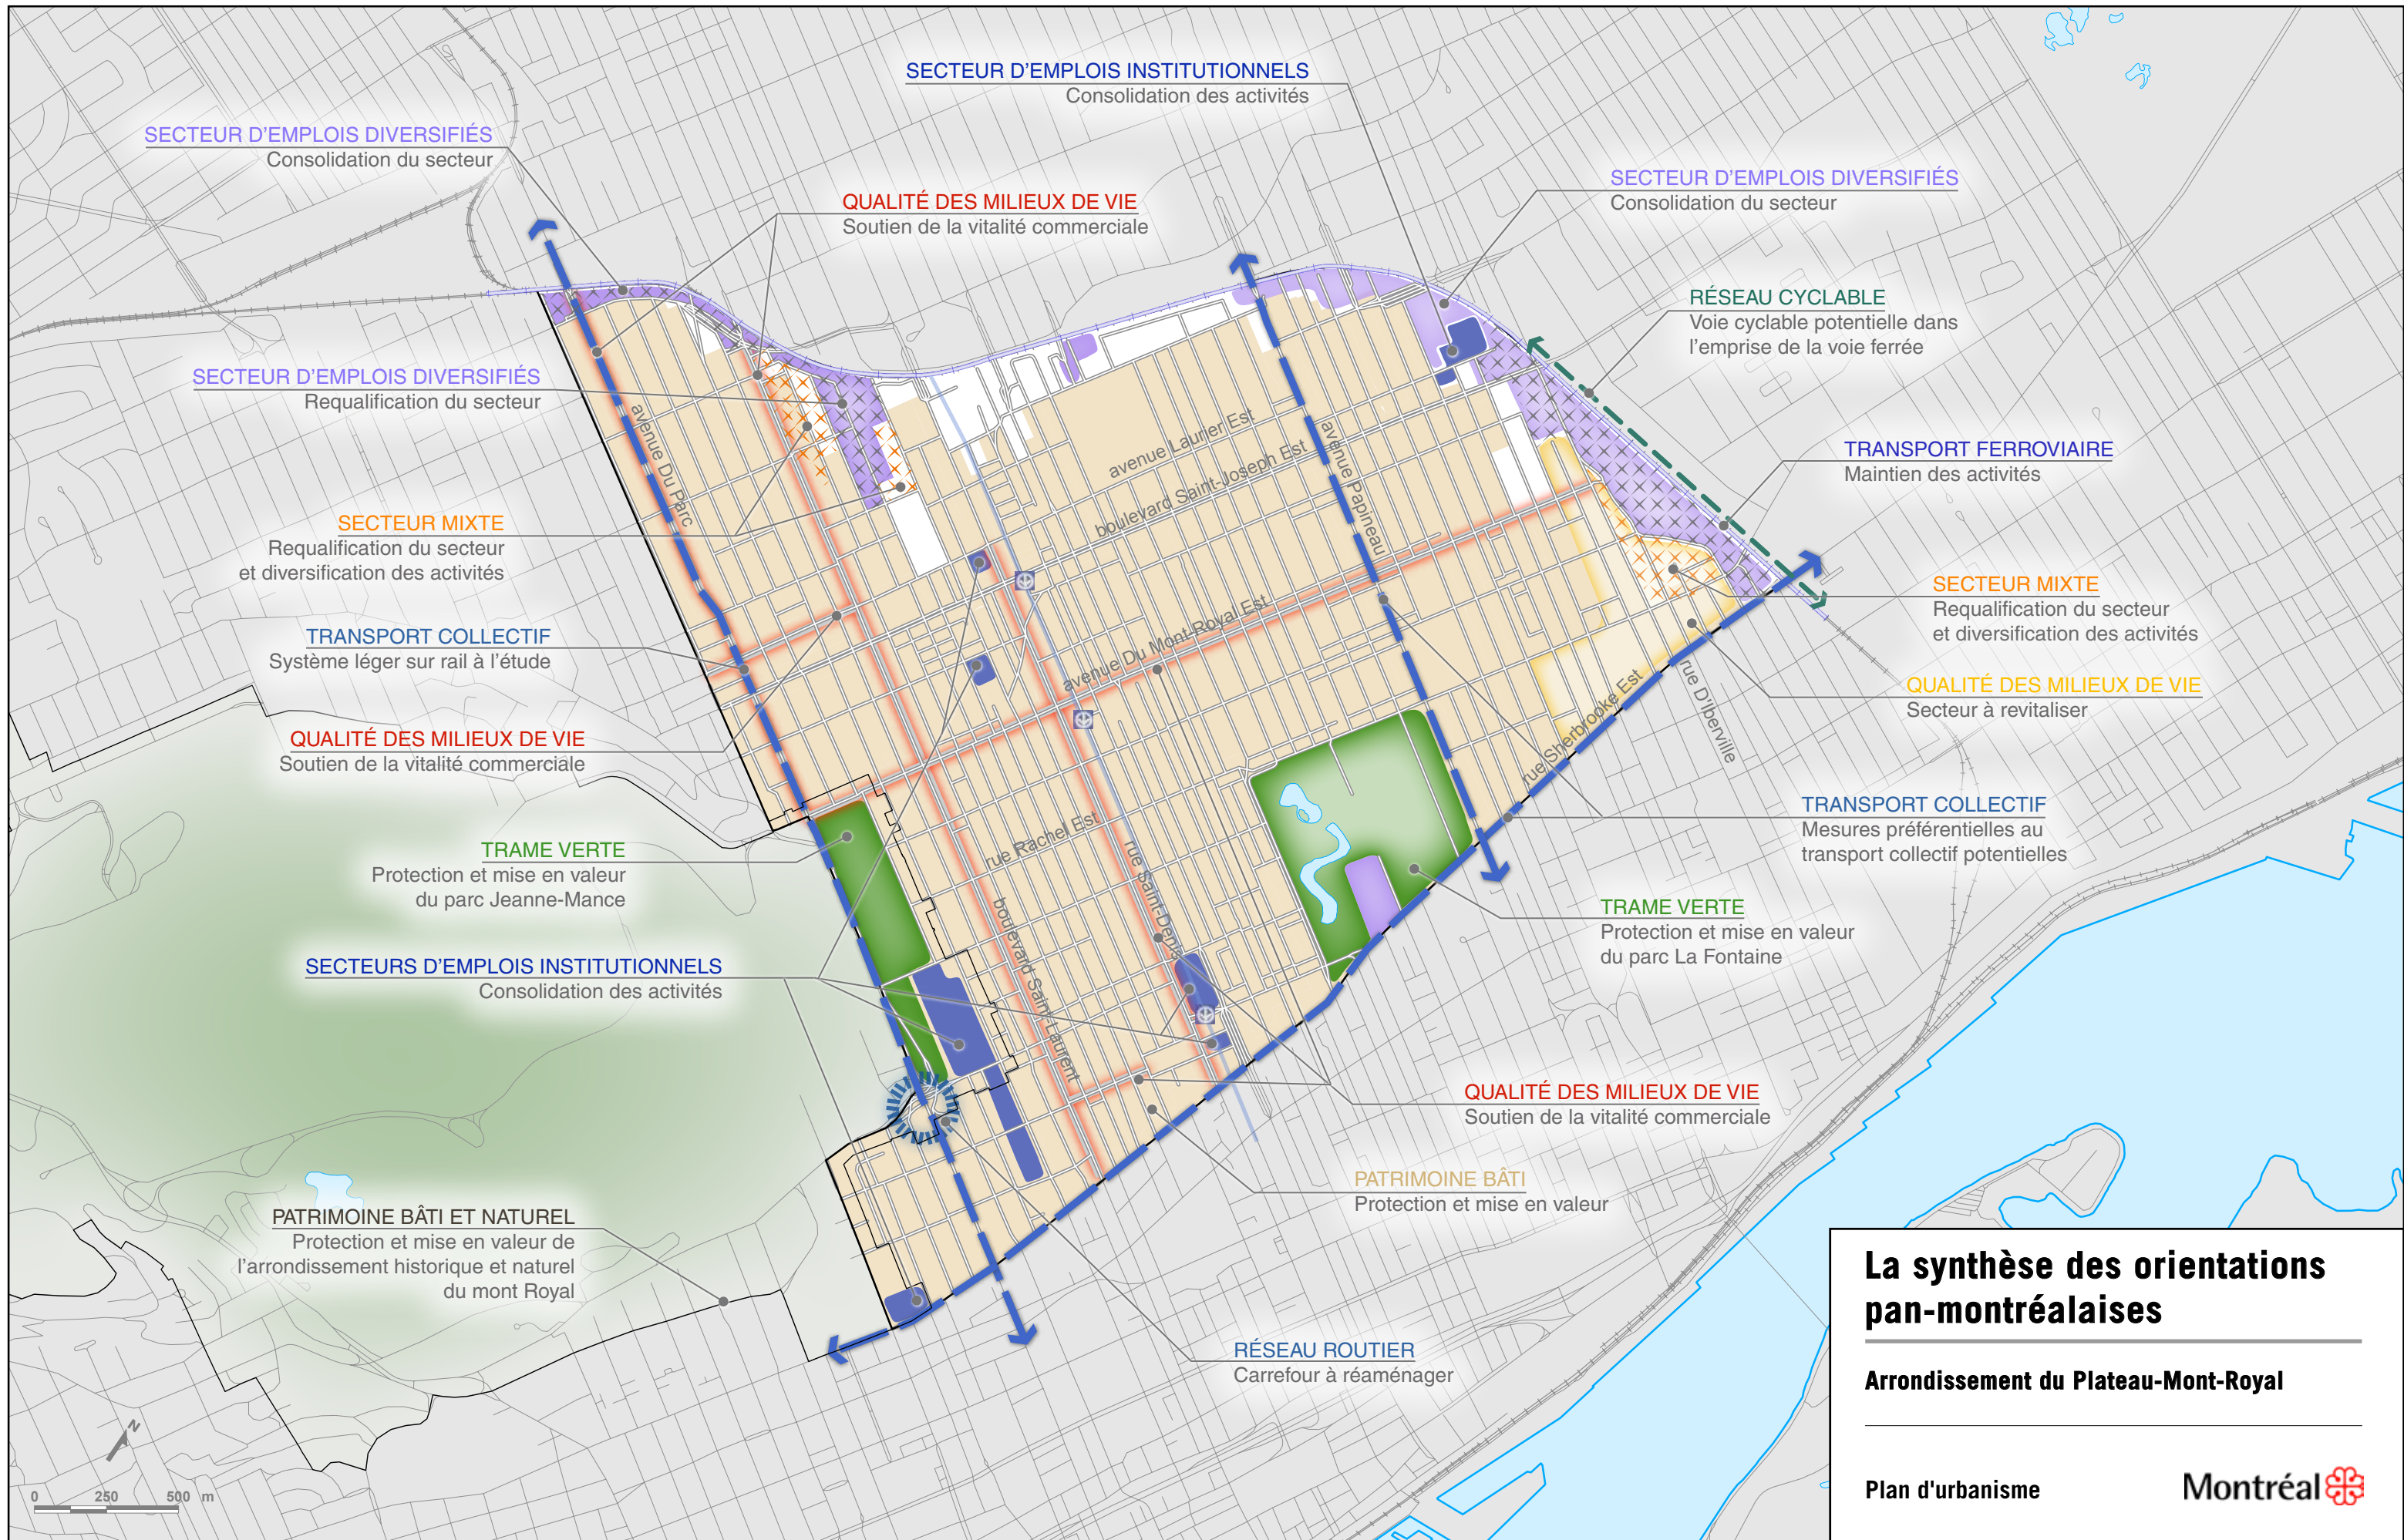 SECTEUR D'EMPLOIS INSTITUTIONNELS
Consolidation des activités
SECTEUR D'EMPLOIS DIVERSIFIÉS
Consolidation du secteur
QUALITÉ DES MILIEUX DE VIE
Soutien de la vitalité commerciale
SECTEUR D'EMPLOIS DIVERSIFIÉS
Consolidation du secteur
RÉSEAU CYCLABLE
Voie cyclable potentielle dans
l'emprise de la voie ferrée
SECTEUR D'EMPLOIS DIVERSIFIÉS
Requalification du secteur
TRANSPORT FERROVIAIRE
Maintien des activités
SECTEUR MIXTE
Requalification du secteur
et diversification des activités
SECTEUR MIXTE
Requalification du secteur
et diversification des activités
TRANSPORT COLLECTIF
Système léger sur rail à l'étude
QUALITÉ DES MILIEUX DE VIE
Secteur à revitaliser
QUALITÉ DES MILIEUX DE VIE
Soutien de la vitalité commerciale
TRANSPORT COLLECTIF
Mesures préférentielles au
transport collectif potentielles
TRAME VERTE
Protection et mise en valeur
du parc Jeanne-Mance
TRAME VERTE
Protection et mise en valeur
du parc La Fontaine
SECTEURS D'EMPLOIS INSTITUTIONNELS
Consolidation des activités
QUALITÉ DES MILIEUX DE VIE
Soutien de la vitalité commerciale
PATRIMOINE BÂTI
Protection et mise en valeur
PATRIMOINE BÂTI ET NATUREL
Protection et mise en valeur de
l'arrondissement historique et naturel
du mont Royal
RÉSEAU ROUTIER
Carrefour à réaménager
avenue Du Parc
avenue Laurier Est
boulevard Saint-Joseph Est
avenue Papineau
avenue Du Mont-Royal Est
rue Rachel Est
rue Saint-Denis
boulevard Saint-Laurent
rue Sherbrooke Est
rue D'Iberville
N
0 250 500 m
La synthèse des orientations
pan-montréalaises
Arrondissement du Plateau-Mont-Royal
Plan d'urbanisme
Montréal